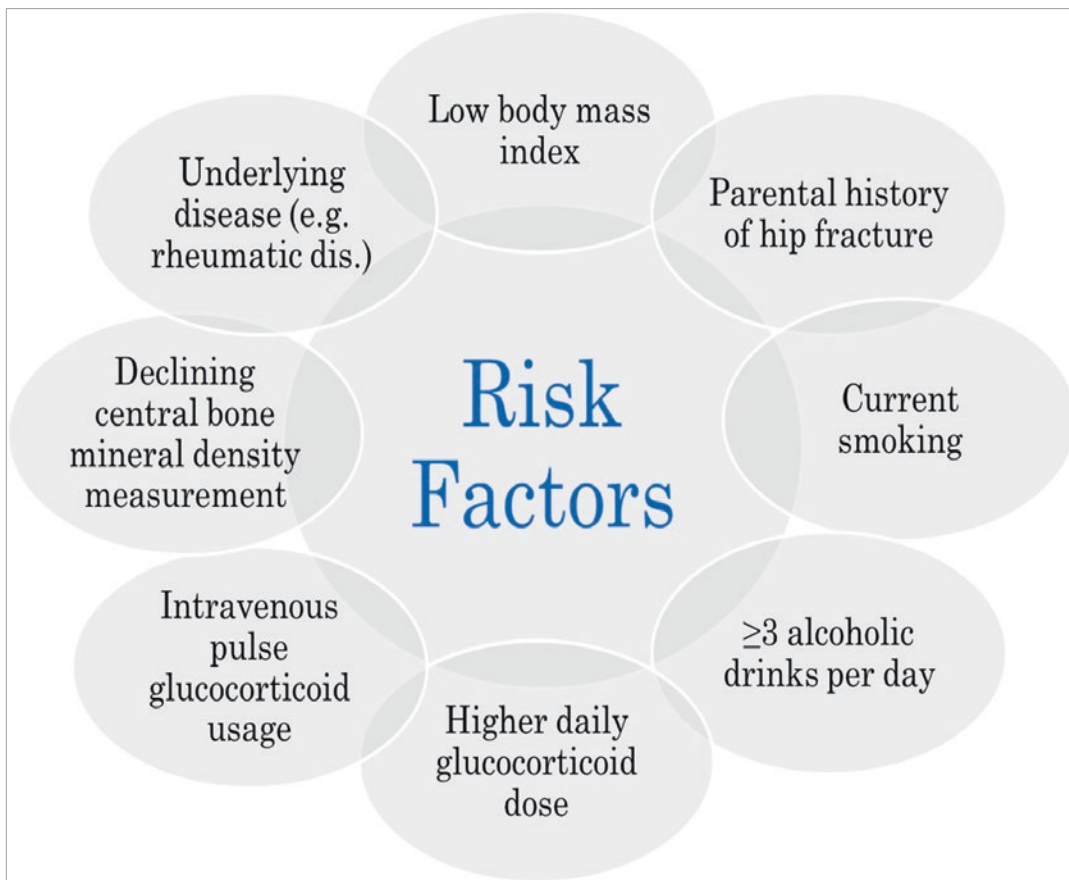 Low body mass
index
Parental history
of hip fracture
Current
smoking
≥3 alcoholic
drinks per day
Higher daily
glucocorticoid
dose
Intravenous
pulse
glucocorticoid
usage
Declining
central bone
mineral density
measurement
Underlying
disease (e.g.
rheumatic dis.)
Risk
Factors